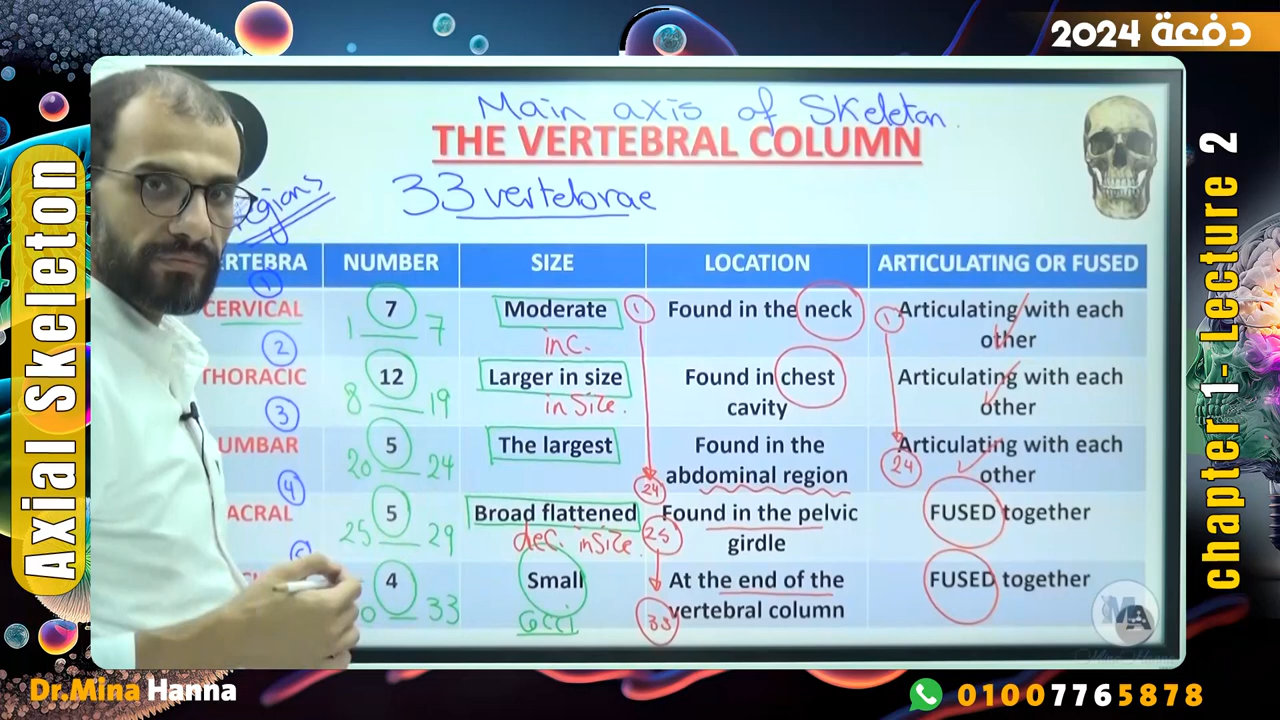 دفعة 2024
Axial Skeleton
chapter 1- Lecture 2
Main axis of Skeleton.
THE VERTEBRAL COLUMN
33 vertebrae
NUMBER SIZE LOCATION ARTICULATING OR FUSED
1
CERVICAL 7 Moderate 1 Found in the neck 1 Articulating with each other
1 7 inc.
2
THORACIC 12 Larger in size Found in chest cavity Articulating with each other
8 19 in Size.
3
UMBAR 5 The largest Found in the abdominal region Articulating with each other
20 24 24 24
4
ACRAL 5 Broad flattened Found in the pelvic girdle FUSED together
25 29 dec. in size. 25
4 Small At the end of the vertebral column FUSED together
33 33
MA
Dr.Mina Hanna
01007765878